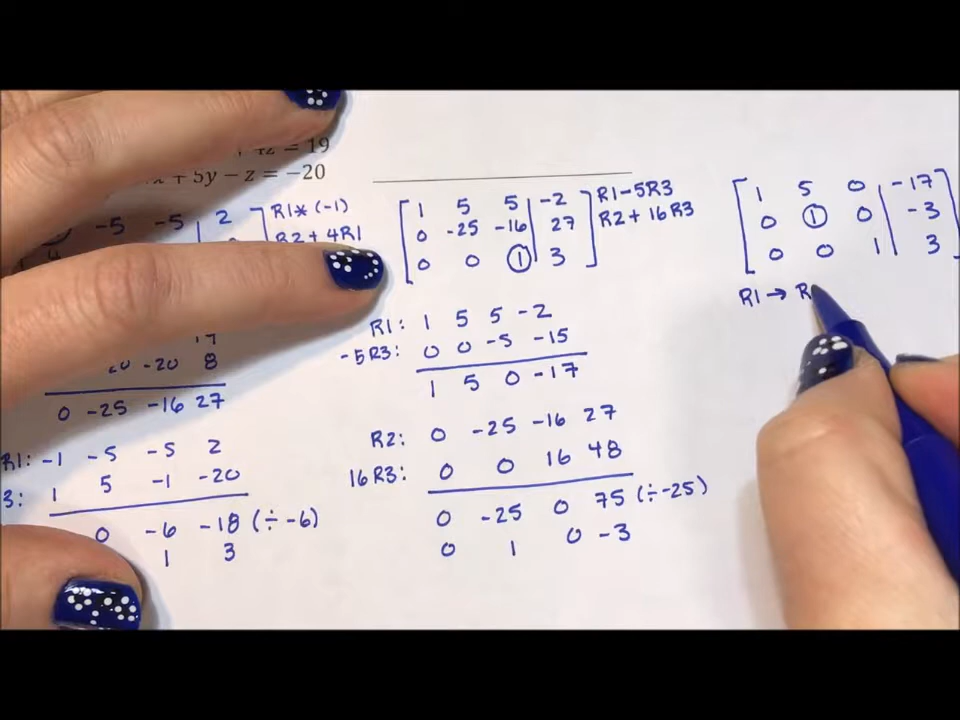 4z = 19
+ 5y − z = −20
-5 -5 | 2 ] R1* (-1)
R2 + 4R1
-20 8
0 -25 -16 27
R1: -1 -5 -5 2
3: 1 5 -1 -20
0 -6 -18 (÷ -6)
1 3
[ 1 5 5 | -2 ] R1-5R3
0 -25 -16 | 27 R2 + 16R3
0 0 1 | 3
R1: 1 5 5 -2
-5R3: 0 0 -5 -15
1 5 0 -17
R2: 0 -25 -16 27
16R3: 0 0 16 48
0 -25 0 75 (÷ -25)
0 1 0 -3
[ 1 5 0 | -17 ]
0 1 0 | -3
0 0 1 | 3
R1 → R